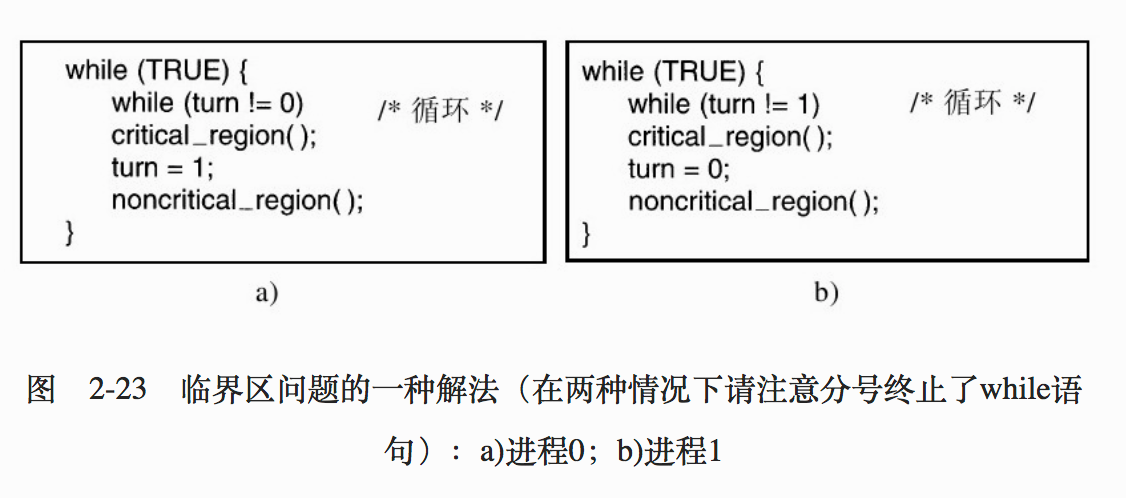 while (TRUE) {
while (turn != 0) /* 循环 */
critical_region( );
turn = 1;
noncritical_region( );
}
a)
while (TRUE) {
while (turn != 1) /* 循环 */
critical_region( );
turn = 0;
noncritical_region( );
}
b)
图 2-23 临界区问题的一种解法（在两种情况下请注意分号终止了while语
句）：a)进程0；b)进程1